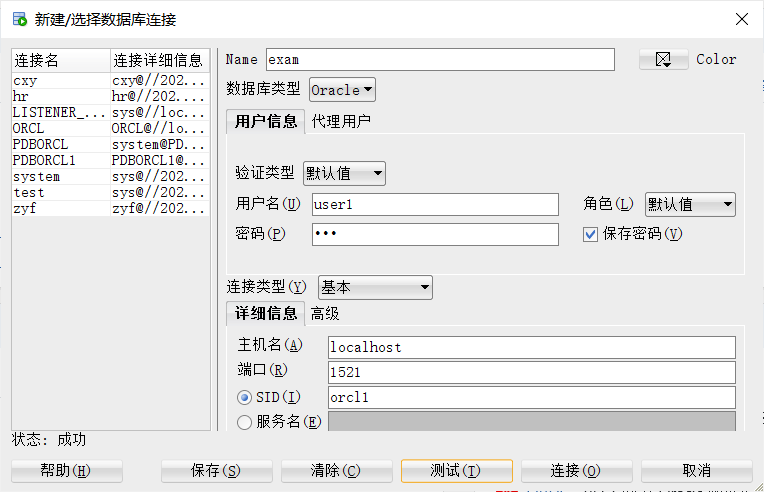 新建/选择数据库连接
连接名 连接详细信息
cxy cxy@//202...
hr hr@//202....
LISTENER_... sys@//loc...
ORCL ORCL@//lo...
PDBORCL system@PD...
PDBORCL1 PDBORCL1@...
system sys@//202...
test sys@//202...
zyf zyf@//202...
Name exam Color
数据库类型 Oracle
用户信息 代理用户
验证类型 默认值
用户名(U) user1 角色(L) 默认值
密码(P) ••• 保存密码(V)
连接类型(Y) 基本
详细信息 高级
主机名(A) localhost
端口(R) 1521
SID(I) orcl1
服务名(E)
状态: 成功
帮助(H) 保存(S) 清除(C) 测试(T) 连接(O) 取消